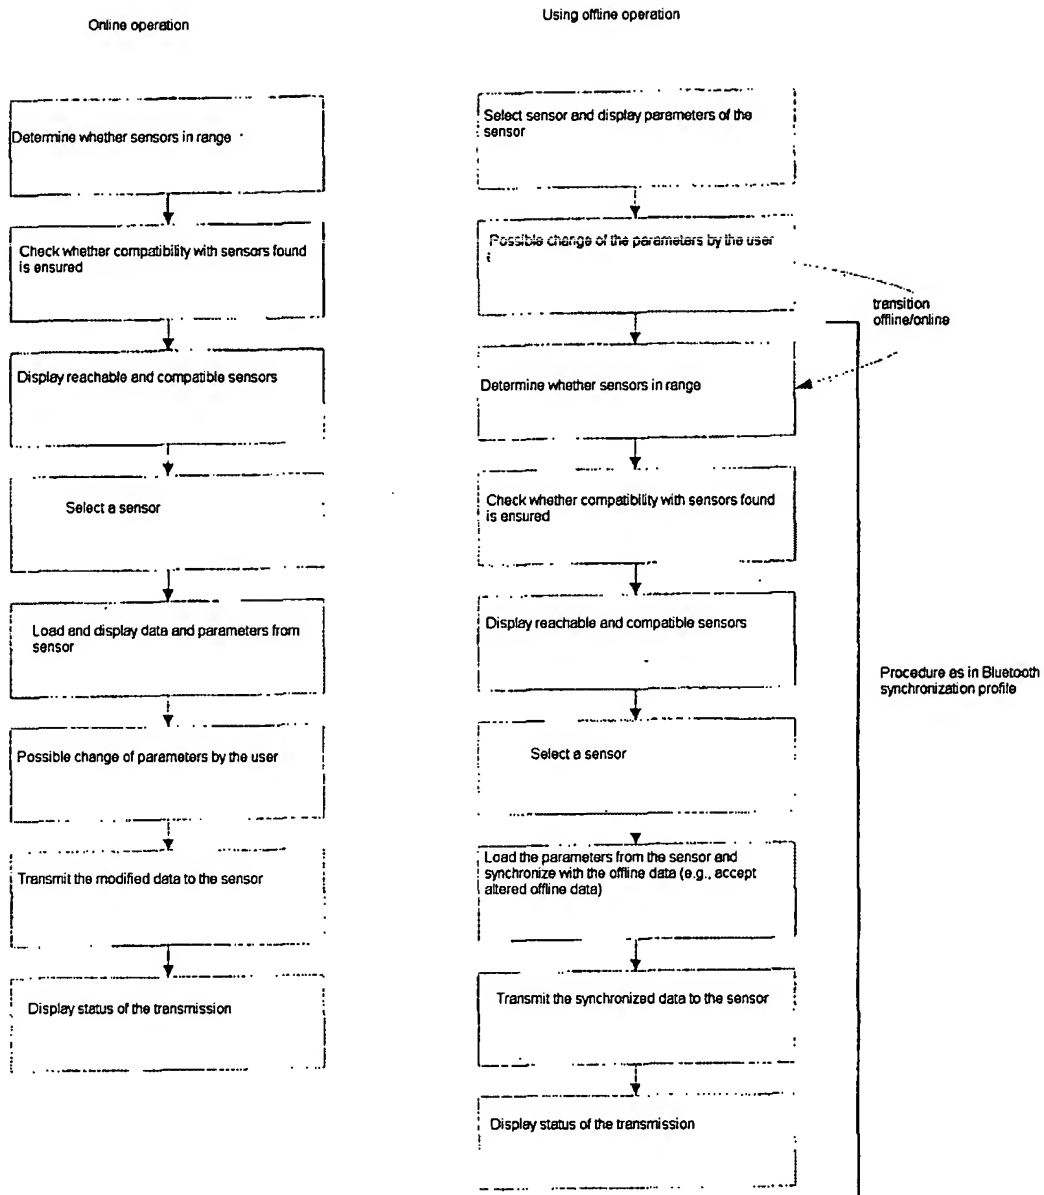 Online operation
Determine whether sensors in range
Check whether compatibility with sensors found
is ensured
Display reachable and compatible sensors
Select a sensor
Load and display data and parameters from
sensor
Possible change of parameters by the user
Transmit the modified data to the sensor
Display status of the transmission
Using offline operation
Select sensor and display parameters of the
sensor
Possible change of the parameters by the user
transition
offline/online
Determine whether sensors in range
Check whether compatibility with sensors found
is ensured
Display reachable and compatible sensors
Select a sensor
Load the parameters from the sensor and
synchronize with the offline data (e.g., accept
altered offline data)
Transmit the synchronized data to the sensor
Display status of the transmission
Procedure as in Bluetooth
synchronization profile